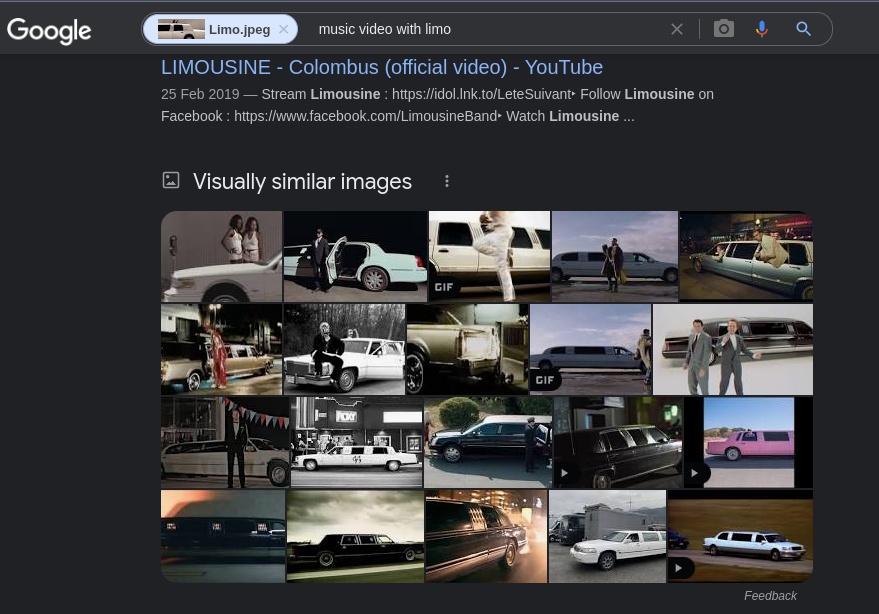 Google
Limo.jpeg
music video with limo
LIMOUSINE - Colombus (official video) - YouTube
25 Feb 2019 — Stream Limousine : https://idol.lnk.to/LeteSuivant‣ Follow Limousine on
Facebook : https://www.facebook.com/LimousineBand‣ Watch Limousine ...
Visually similar images
GIF
GIF
ROXY
Feedback